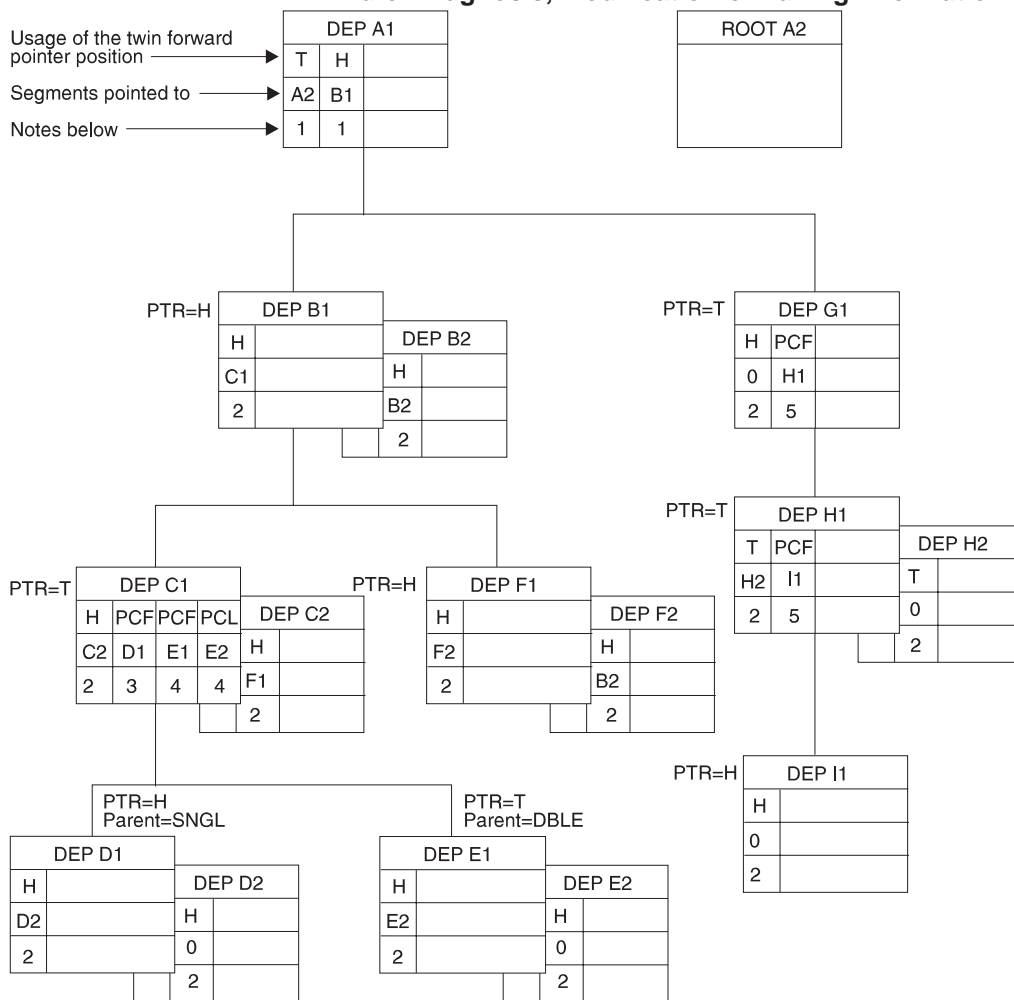 DEP A1
ROOT A2
Usage of the twin forward
pointer position
T H
Segments pointed to
A2 B1
Notes below
1 1
PTR=H
DEP B1
H
C1
2
DEP B2
H
B2
2
PTR=T
DEP G1
H PCF
0 H1
2 5
PTR=T
DEP H1
T PCF
H2 I1
2 5
DEP H2
T
0
2
PTR=T
DEP C1
H PCF PCF PCL
C2 D1 E1 E2
2 3 4 4
DEP C2
H
F1
2
PTR=H
DEP F1
H
F2
2
DEP F2
H
B2
2
PTR=H
DEP I1
H
0
2
PTR=H
Parent=SNGL
DEP D1
H
D2
2
DEP D2
H
0
2
PTR=T
Parent=DBLE
DEP E1
H
E2
2
DEP E2
H
0
2